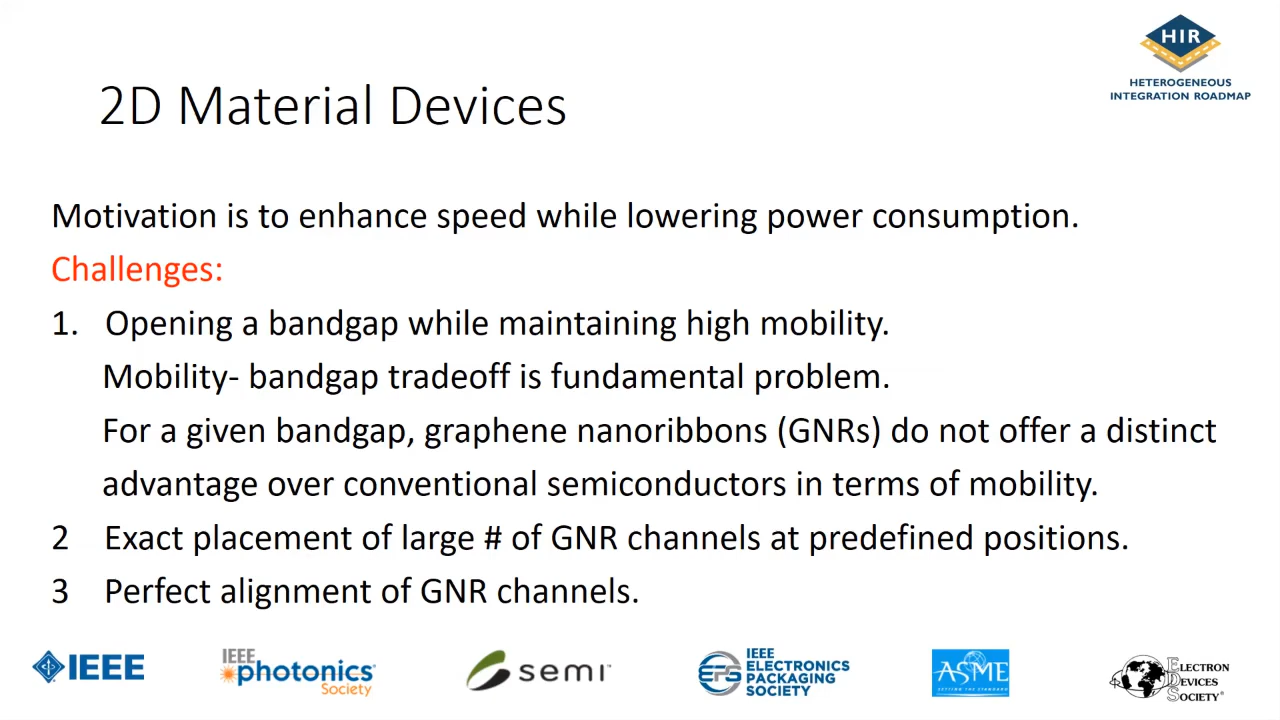 HIR
HETEROGENEOUS
INTEGRATION ROADMAP
2D Material Devices
Motivation is to enhance speed while lowering power consumption.
Challenges:
1. Opening a bandgap while maintaining high mobility.
Mobility- bandgap tradeoff is fundamental problem.
For a given bandgap, graphene nanoribbons (GNRs) do not offer a distinct
advantage over conventional semiconductors in terms of mobility.
2 Exact placement of large # of GNR channels at predefined positions.
3 Perfect alignment of GNR channels.
IEEE
IEEE
photonics
Society
semi™
EPS
IEEE
ELECTRONICS
PACKAGING
SOCIETY
ASME
SETTING THE STANDARD
ELECTRON
DEVICES
SOCIETY®